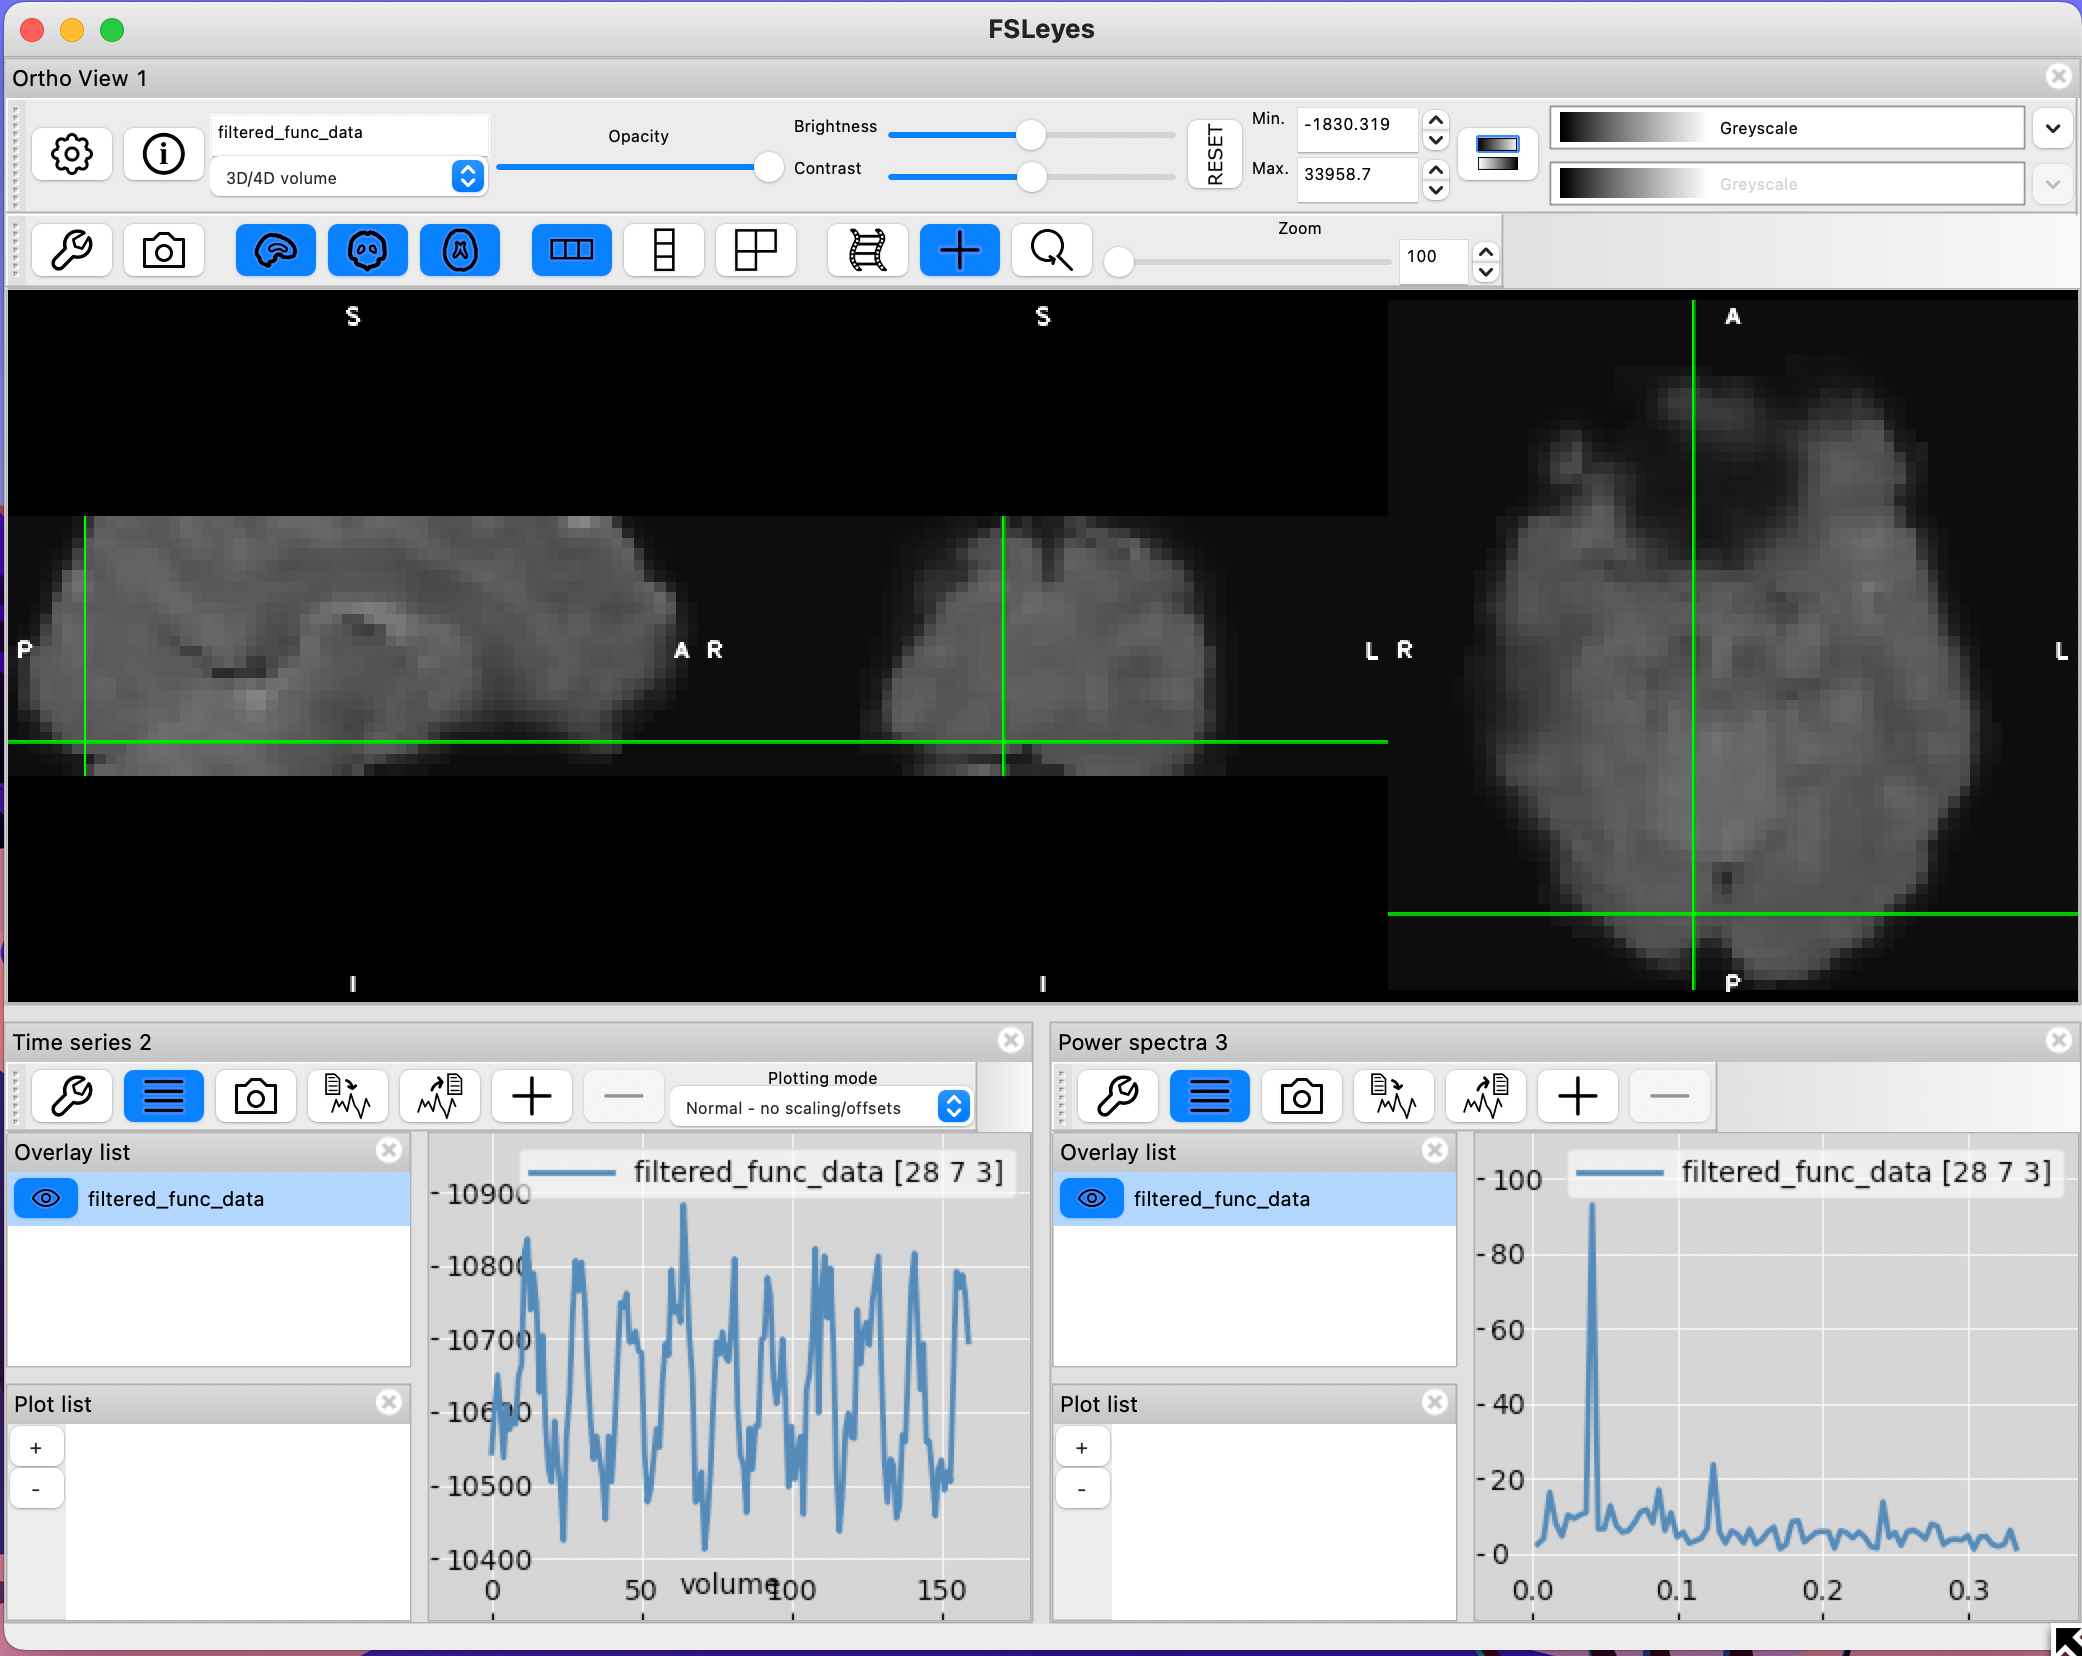 FSLeyes
Ortho View 1
filtered_func_data
3D/4D volume
Opacity
Brightness
Contrast
RESET
Min.
-1830.319
Max.
33958.7
Greyscale
Greyscale
Zoom
100
S
S
A
P
A
R
L
R
L
I
I
P
Time series 2
Plotting mode
Normal - no scaling/offsets
Overlay list
filtered_func_data
Plot list
+
-
filtered_func_data [28 7 3]
10900
10800
10700
10600
10500
10400
0
50
100
150
volume
Power spectra 3
Overlay list
filtered_func_data
Plot list
+
-
filtered_func_data [28 7 3]
100
80
60
40
20
0
0.0
0.1
0.2
0.3